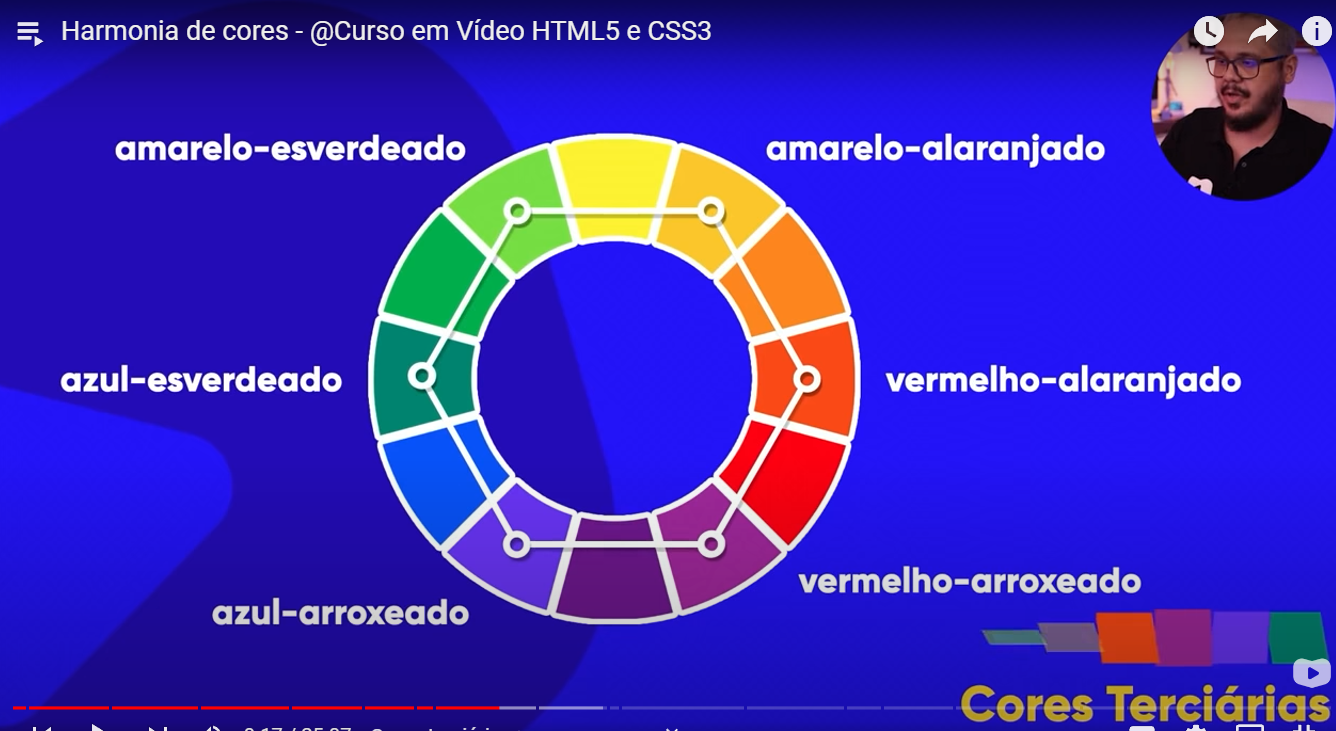 Harmonia de cores - @Curso em Vídeo HTML5 e CSS3
amarelo-esverdeado
amarelo-alaranjado
azul-esverdeado
vermelho-alaranjado
vermelho-arroxeado
azul-arroxeado
Cores Terciárias